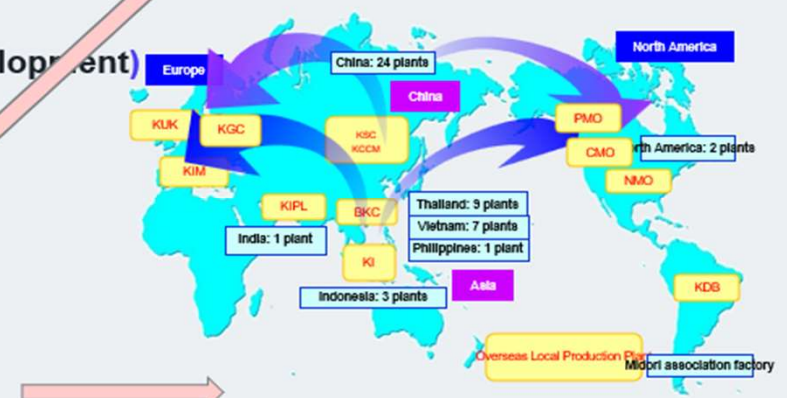 lopment)
Europe
China: 24 plants
North America
China
KUK
KGC
KSC
KCCM
PMO
CMO
rth America: 2 plants
KIM
NMO
KIPL
BKC
Thailand: 9 plants
Vietnam: 7 plants
Philippines: 1 plant
India: 1 plant
KI
Asia
Indonesia: 3 plants
KDB
Overseas Local Production
Midori association factory